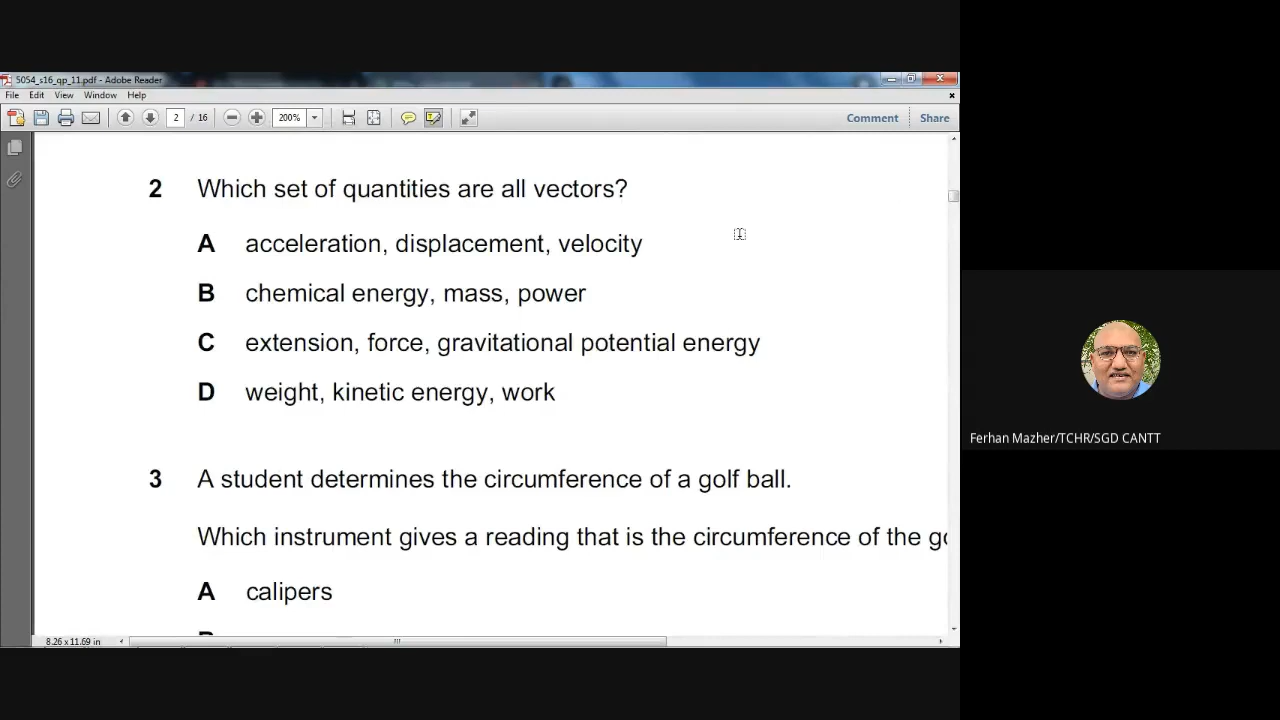 5054_s16_qp_11.pdf - Adobe Reader
File Edit View Window Help
2 / 16 200% Comment Share
2 Which set of quantities are all vectors?
A acceleration, displacement, velocity
B chemical energy, mass, power
C extension, force, gravitational potential energy
D weight, kinetic energy, work
3 A student determines the circumference of a golf ball.
Which instrument gives a reading that is the circumference of the
A calipers
8.26 x 11.69 in
Ferhan Mazher/TCHR/SGD CANTT